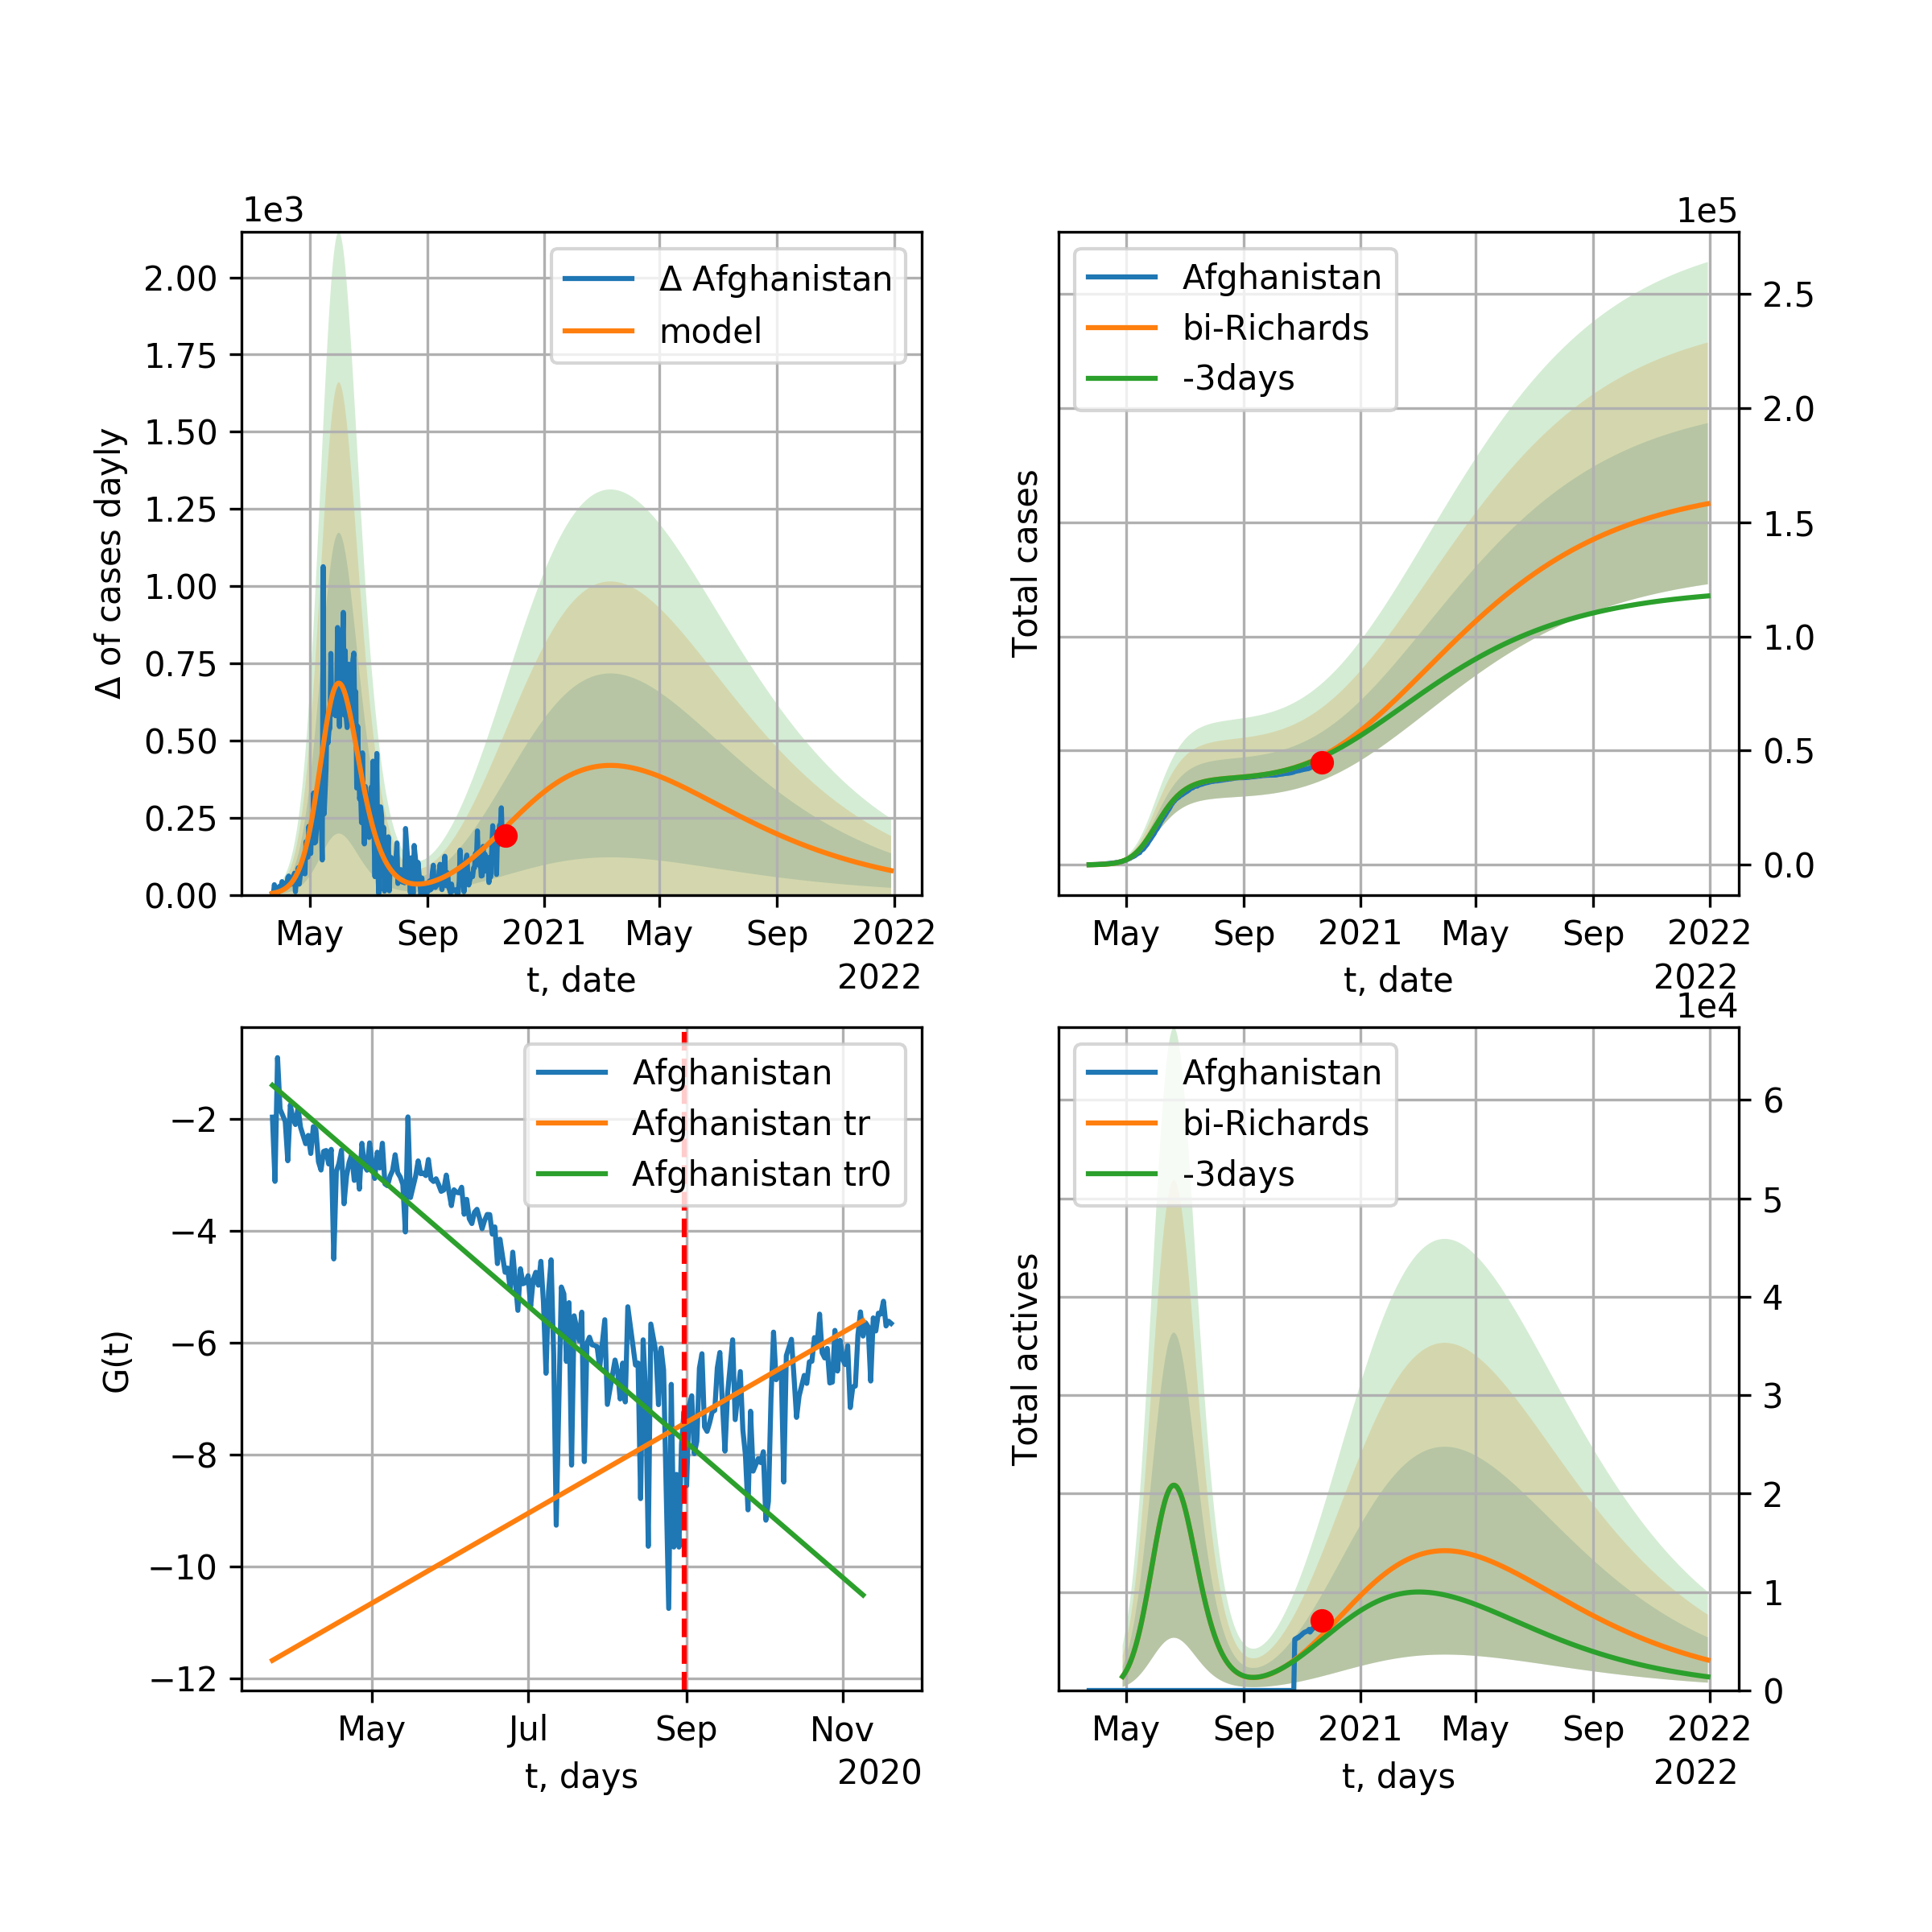 1e3
Δ of cases dayly
2.00
1.75
1.50
1.25
1.00
0.75
0.50
0.25
0.00
Δ Afghanistan
model
May Sep 2021 May Sep 2022
t, date 2022
1e5
Total cases
Afghanistan
bi-Richards
-3days
2.5
2.0
1.5
1.0
0.5
0.0
May Sep 2021 May Sep 2022
t, date 2022
G(t)
−2
−4
−6
−8
−10
−12
Afghanistan
Afghanistan tr
Afghanistan tr0
May Jul Sep Nov
t, days 2020
1e4
Total actives
Afghanistan
bi-Richards
-3days
6
5
4
3
2
1
0
May Sep 2021 May Sep 2022
t, days 2022